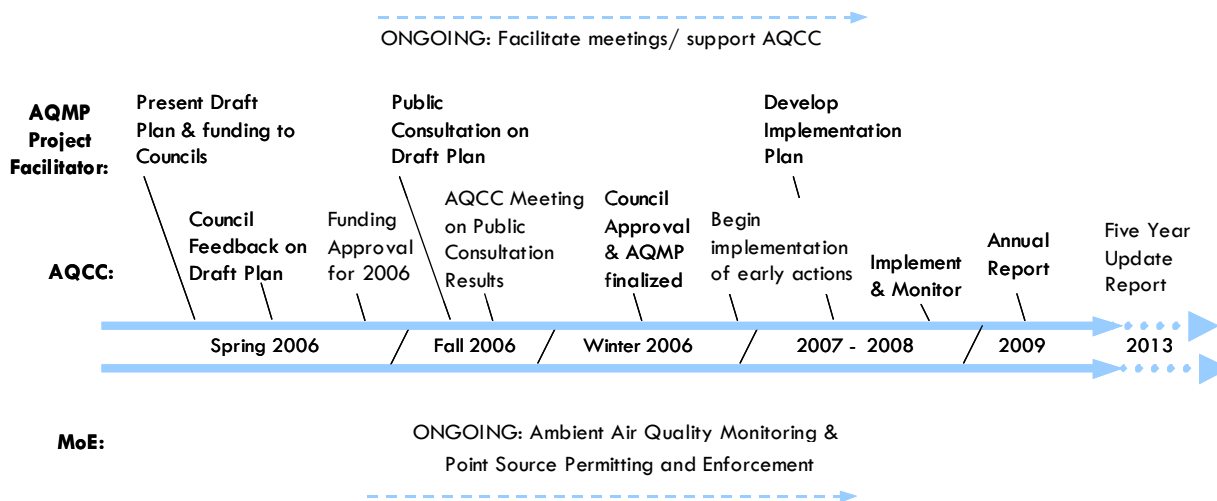 ONGOING: Facilitate meetings/ support AQCC
AQMP
Project
Facilitator:
Present Draft
Plan & funding to
Councils
Public
Consultation on
Draft Plan
Develop
Implementation
Plan
AQCC:
Council
Feedback on
Draft Plan
Funding
Approval
for 2006
AQCC Meeting
on Public
Consultation
Results
Council
Approval
& AQMP
finalized
Begin
implementation
of early actions
Implement
& Monitor
Annual
Report
Five Year
Update
Report
Spring 2006
Fall 2006
Winter 2006
2007 - 2008
2009
2013
MoE:
ONGOING: Ambient Air Quality Monitoring &
Point Source Permitting and Enforcement